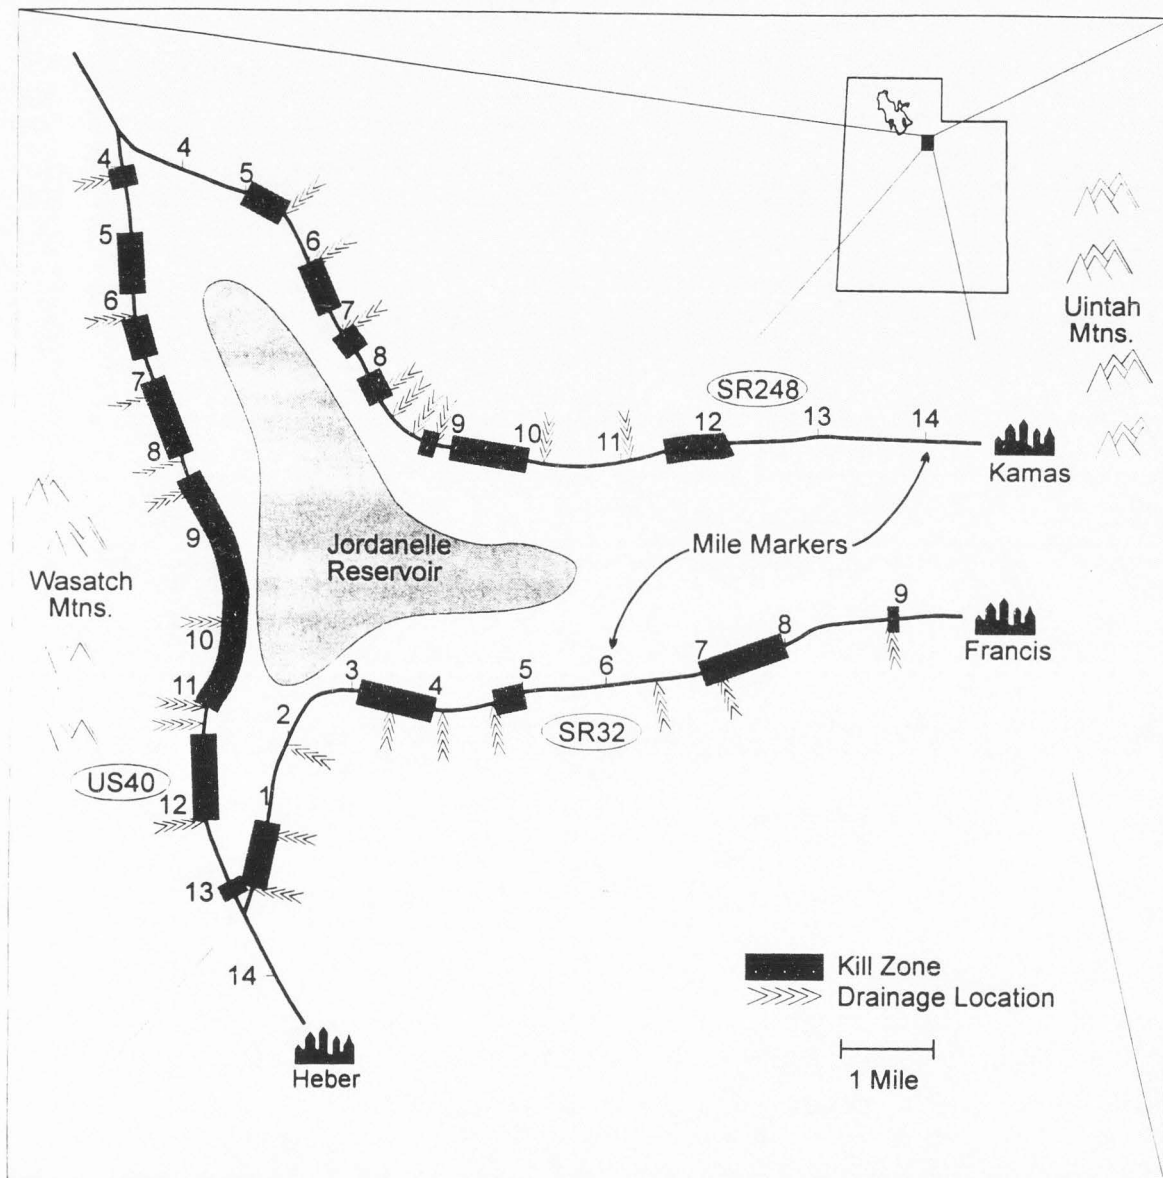 4
4
5
5
6
6
7
7
8
8
9
10
11
12
13
14
SR248
Uintah
Mtns.
Kamas
9
Mile Markers
Jordanelle
Reservoir
Wasatch
Mtns.
10
11
12
13
14
US40
1
2
3
4
5
6
7
8
9
SR32
Francis
Heber
Kill Zone
Drainage Location
1 Mile